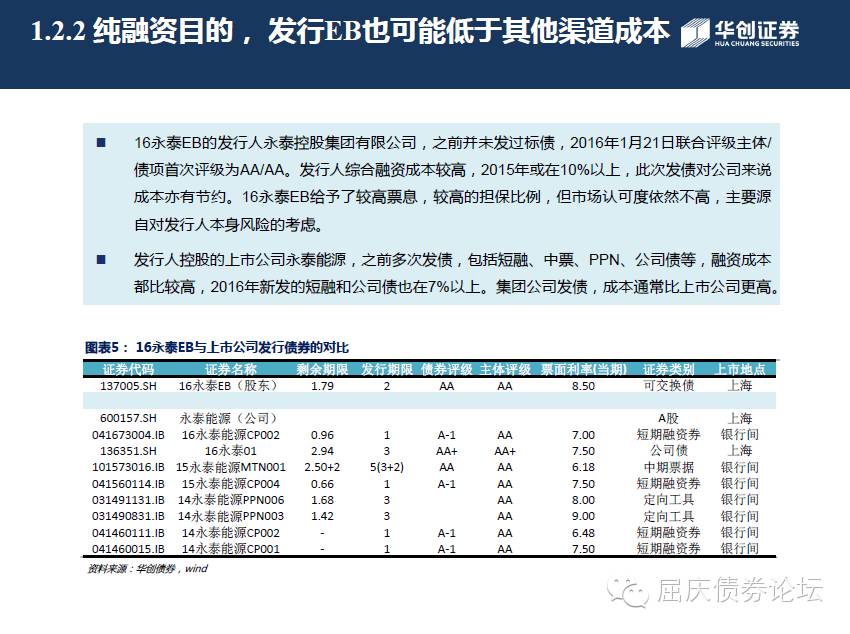 1.2.2 纯融资目的，发行EB也可能低于其他渠道成本
华创证券
HUA CHUANG SECURITIES
■ 16永泰EB的发行人永泰控股集团有限公司，之前并未发过标债，2016年1月21日联合评级主体/
债项首次评级为AA/AA。发行人综合融资成本较高，2015年或在10%以上，此次发债对公司来说
成本亦有节约。16永泰EB给予了较高票息，较高的担保比例，但市场认可度依然不高，主要源
自对发行人本身风险的考虑。
■ 发行人控股的上市公司永泰能源，之前多次发债，包括短融、中票、PPN、公司债等，融资成本
都比较高，2016年新发的短融和公司债也在7%以上。集团公司发债，成本通常比上市公司更高。
图表5：16永泰EB与上市公司发行债券的对比
证券代码 证券名称 剩余期限 发行期限 债券评级 主体评级 票面利率(当期) 证券类别 上市地点
137005.SH 16永泰EB（股东） 1.79 2 AA AA 8.50 可交换债 上海
600157.SH 永泰能源（公司） A股 上海
041673004.IB 16永泰能源CP002 0.96 1 A-1 AA 7.00 短期融资券 银行间
136351.SH 16永泰01 2.94 3 AA+ AA+ 7.50 公司债 上海
101573016.IB 15永泰能源MTN001 2.50+2 5(3+2) AA AA 6.18 中期票据 银行间
041560114.IB 15永泰能源CP004 0.66 1 A-1 AA 7.50 短期融资券 银行间
031491131.IB 14永泰能源PPN006 1.68 3 AA 8.00 定向工具 银行间
031490831.IB 14永泰能源PPN003 1.42 3 AA 9.00 定向工具 银行间
041460111.IB 14永泰能源CP002 - 1 A-1 AA 6.48 短期融资券 银行间
041460015.IB 14永泰能源CP001 - 1 A-1 AA 7.50 短期融资券 银行间
资料来源：华创债券，wind
屈庆债券论坛